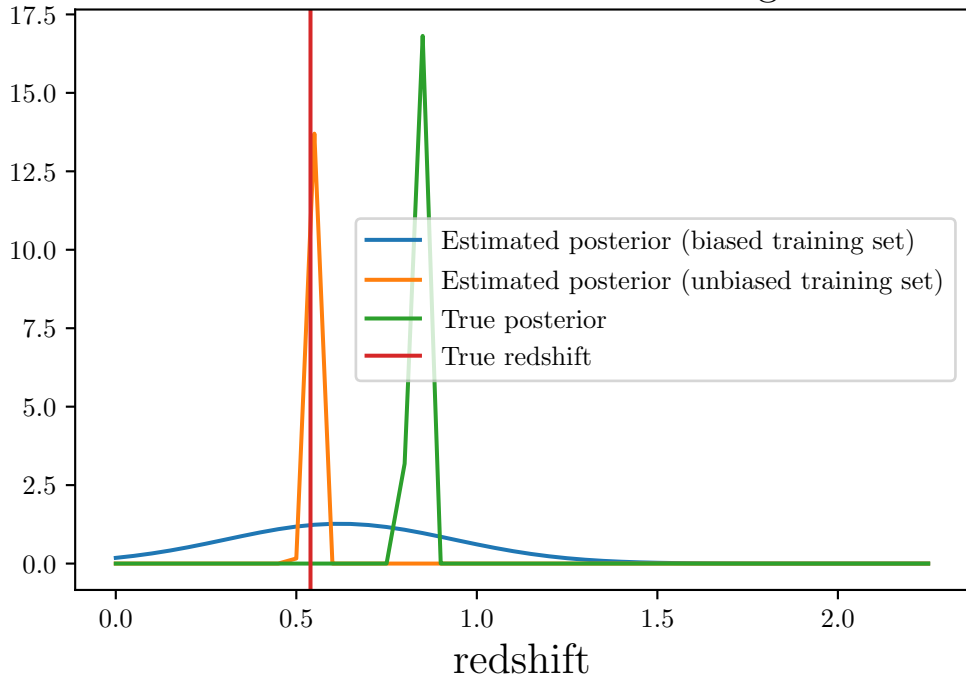 17.5
15.0
12.5
10.0
7.5
5.0
2.5
0.0
Estimated posterior (biased training set)
Estimated posterior (unbiased training set)
True posterior
True redshift
0.0 0.5 1.0 1.5 2.0
redshift